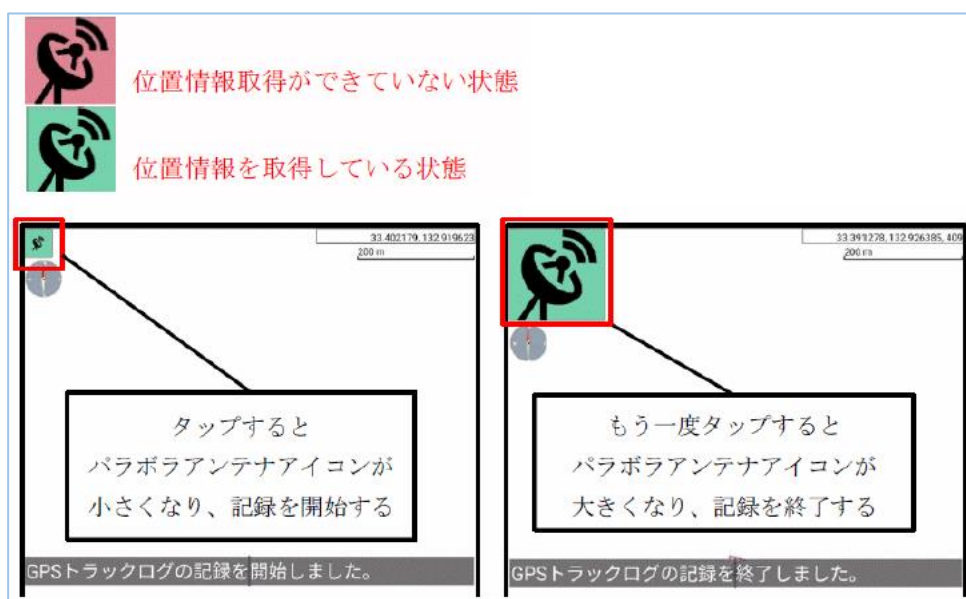 位置情報取得ができていない状態
位置情報を取得している状態
33.402179, 132.919623
200 m
タップすると
パラボラアンテナアイコンが
小さくなり、記録を開始する
GPSトラックログの記録を開始しました。
33.391278, 132.926385, 409
200 m
もう一度タップすると
パラボラアンテナアイコンが
大きくなり、記録を終了する
GPSトラックログの記録を終了しました。